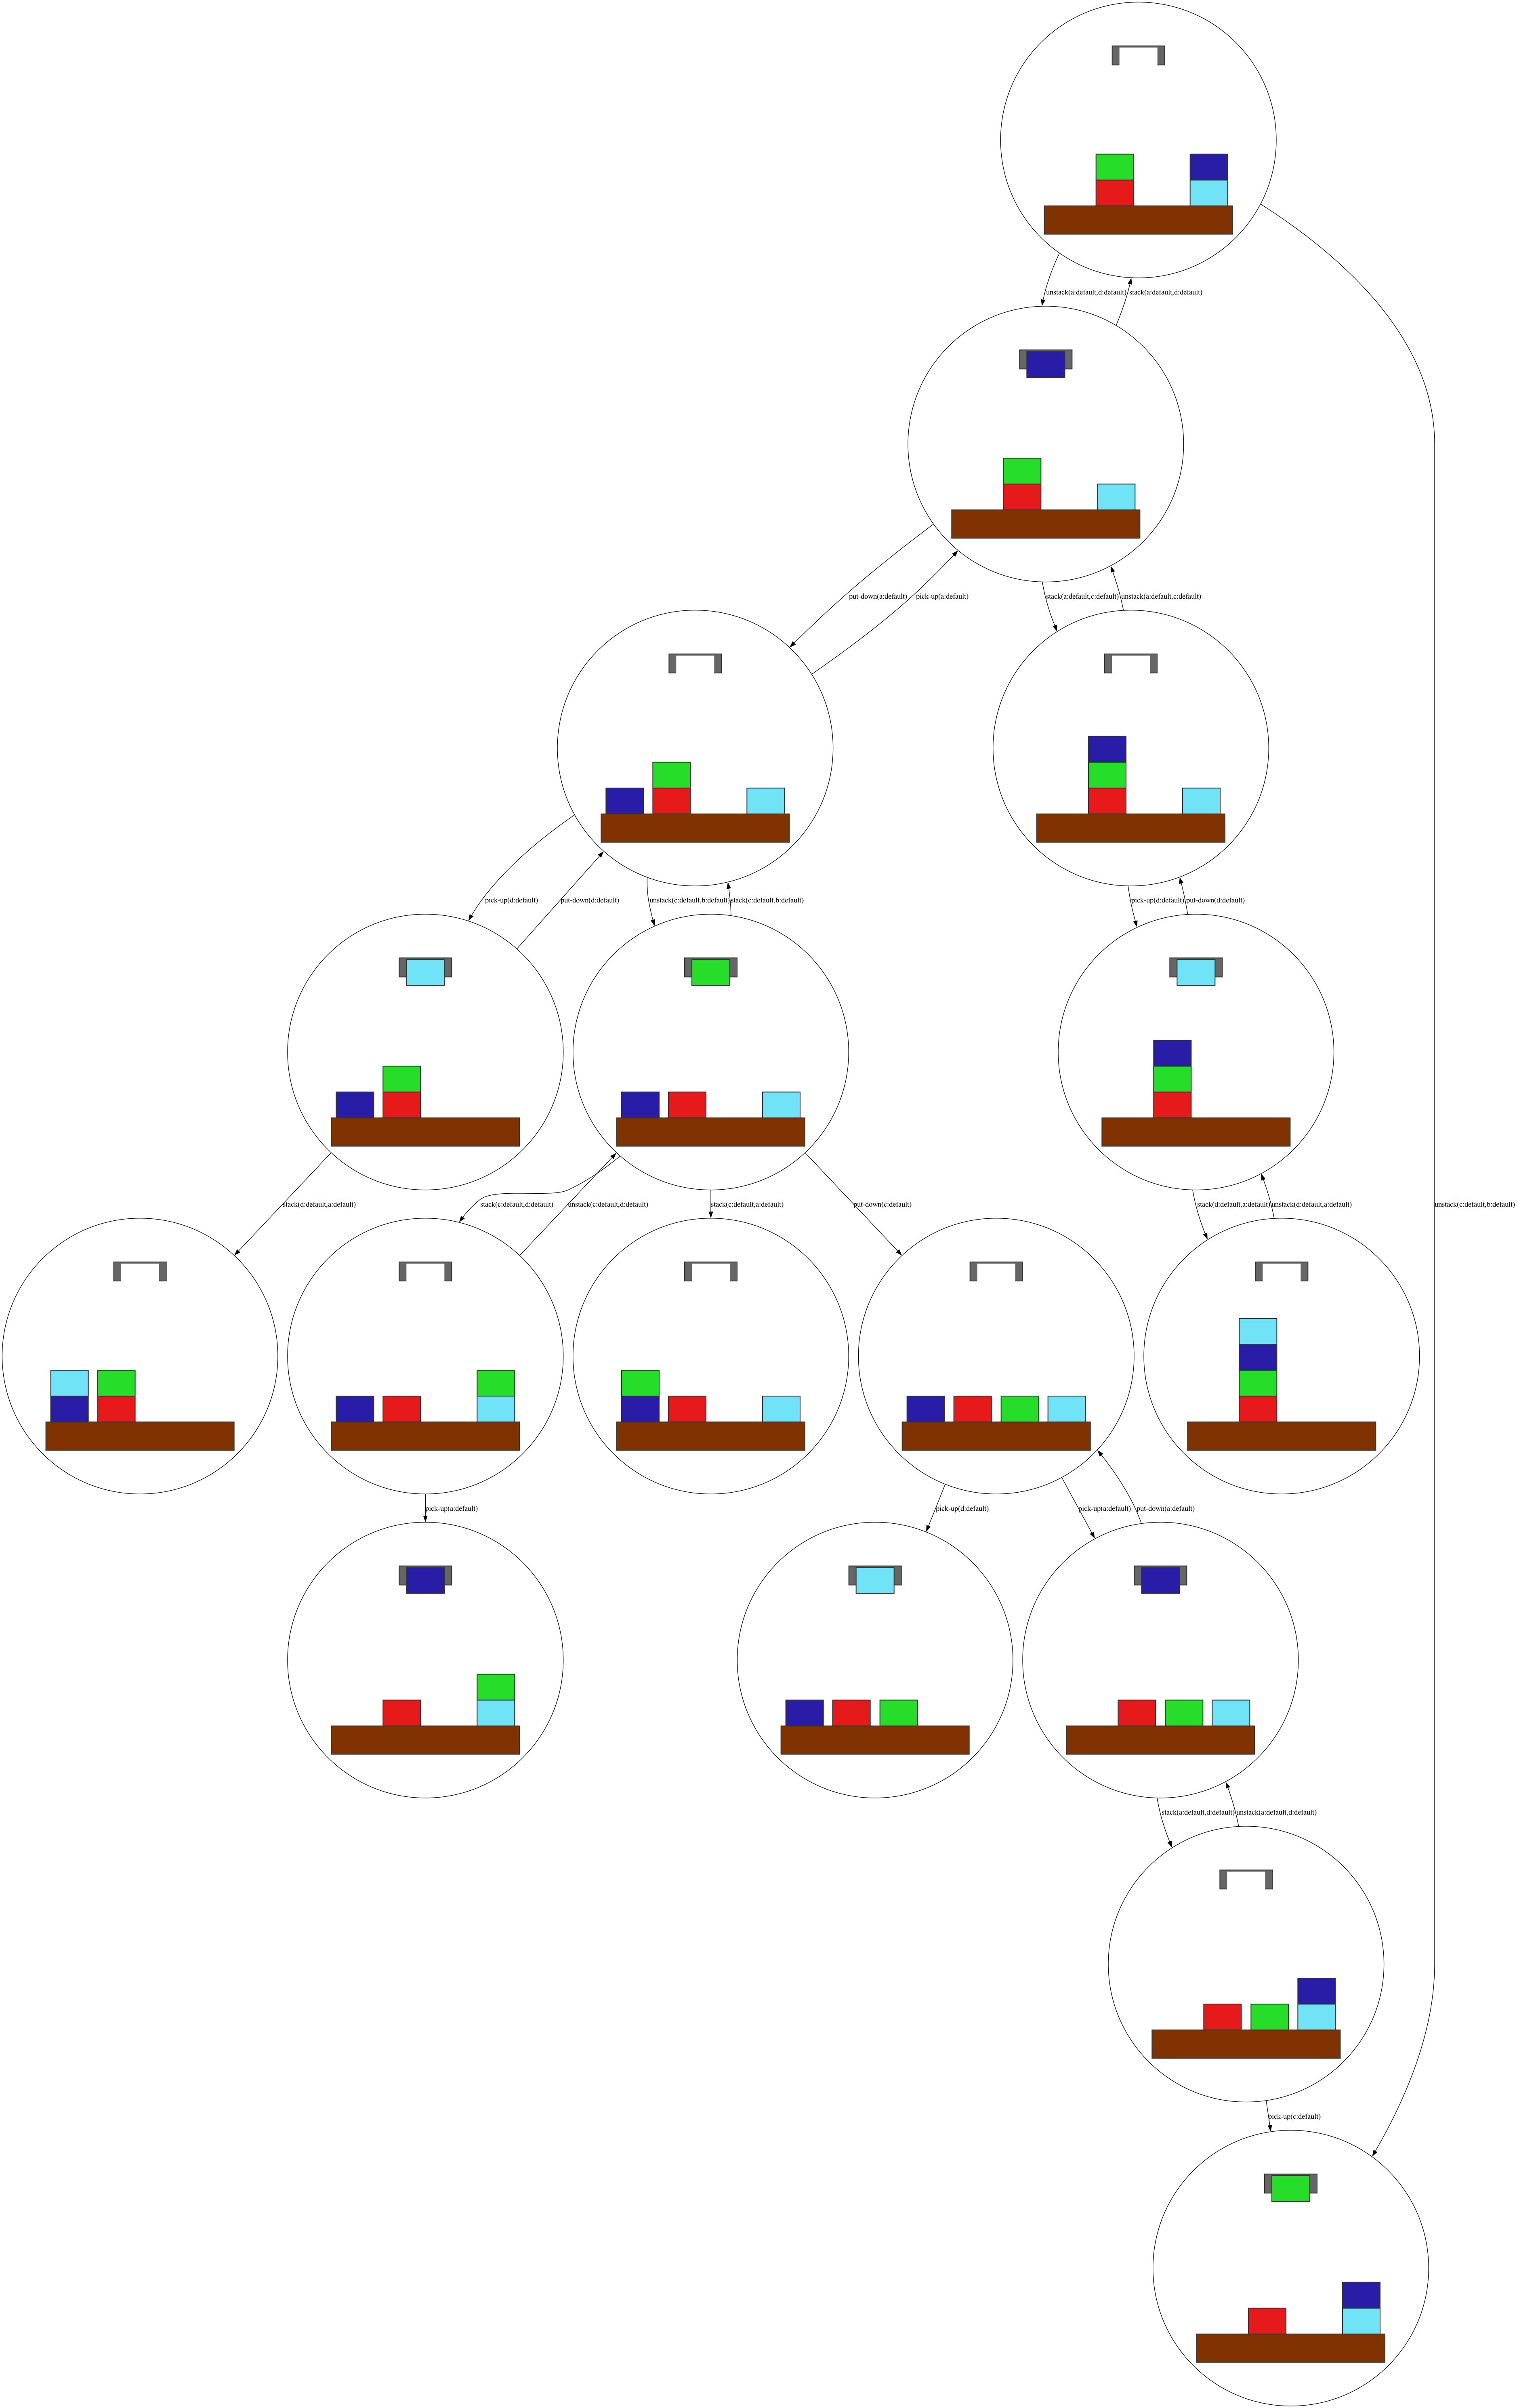 unstack(a:default,d:default)
stack(a:default,d:default)
put-down(a:default)
pick-up(a:default)
stack(a:default,c:default)
unstack(a:default,c:default)
pick-up(d:default)
put-down(d:default)
unstack(c:default,b:default)
stack(c:default,b:default)
pick-up(d:default)
put-down(d:default)
stack(d:default,a:default)
stack(c:default,d:default)
unstack(c:default,d:default)
stack(c:default,a:default)
put-down(c:default)
stack(d:default,a:default)
unstack(d:default,a:default)
unstack(c:default,b:default)
pick-up(a:default)
pick-up(d:default)
pick-up(a:default)
put-down(a:default)
stack(a:default,d:default)
unstack(a:default,d:default)
pick-up(c:default)